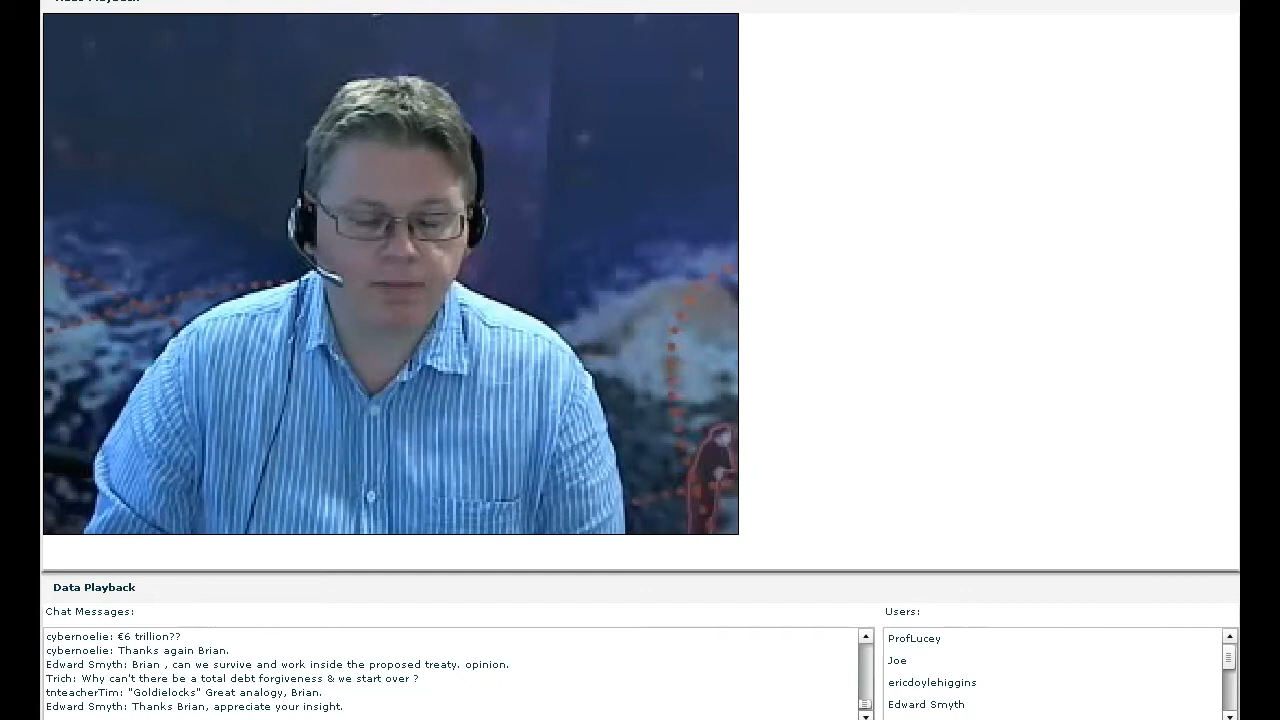 Data Playback
Chat Messages:
cybernoelie: €6 trillion??
cybernoelie: Thanks again Brian.
Edward Smyth: Brian , can we survive and work inside the proposed treaty. opinion.
Trich: Why can't there be a total debt forgiveness & we start over ?
tnteacherTim: "Goldielocks" Great analogy, Brian.
Edward Smyth: Thanks Brian, appreciate your insight.
Users:
ProfLucey
Joe
ericdoylehiggins
Edward Smyth